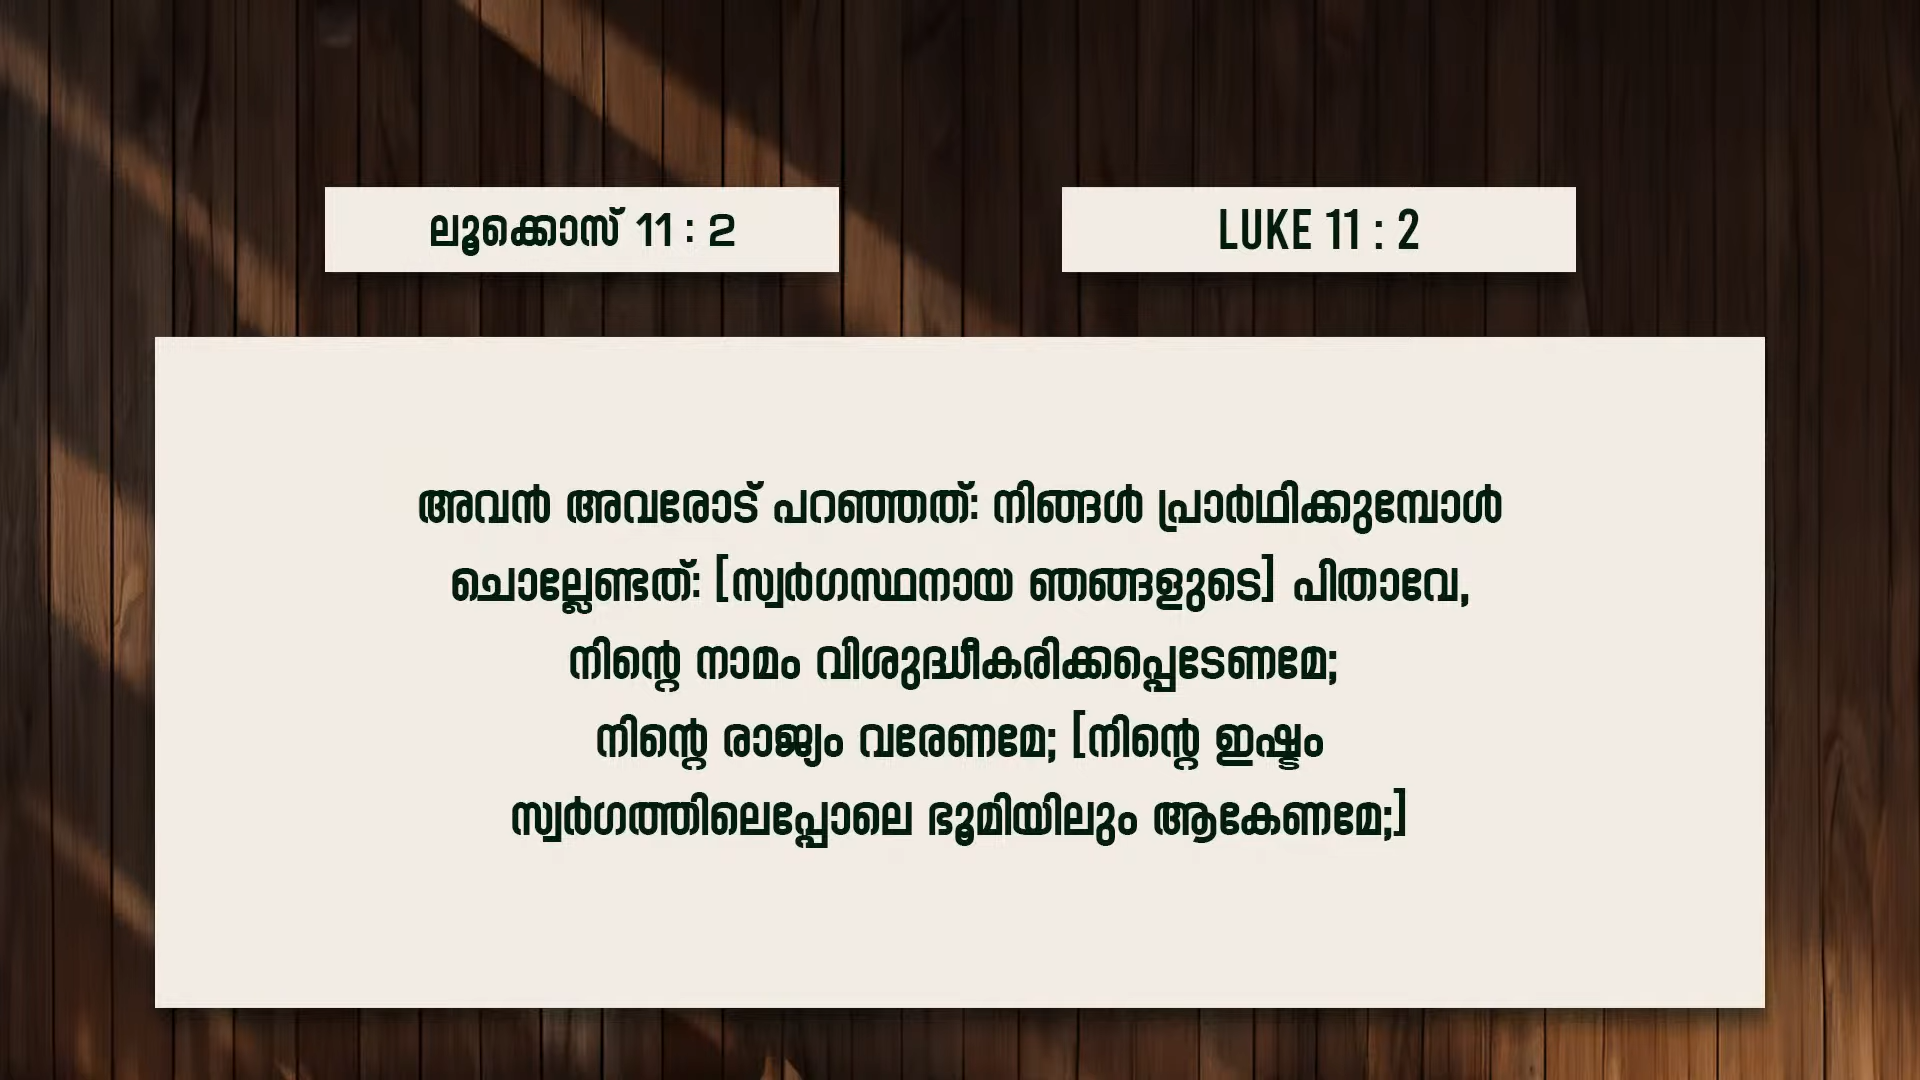 ലൂക്കൊസ് 11 : 2
LUKE 11 : 2
അവൻ അവരോട് പറഞ്ഞത്: നിങ്ങൾ പ്രാർഥിക്കുമ്പോൾ
ചൊല്ലേണ്ടത്: [സ്വർഗസ്ഥനായ ഞങ്ങളുടെ] പിതാവേ,
നിന്റെ നാമം വിശുദ്ധീകരിക്കപ്പെടേണമേ;
നിന്റെ രാജ്യം വരേണമേ; [നിന്റെ ഇഷ്ടം
സ്വർഗത്തിലെപ്പോലെ ഭൂമിയിലും ആകേണമേ;]